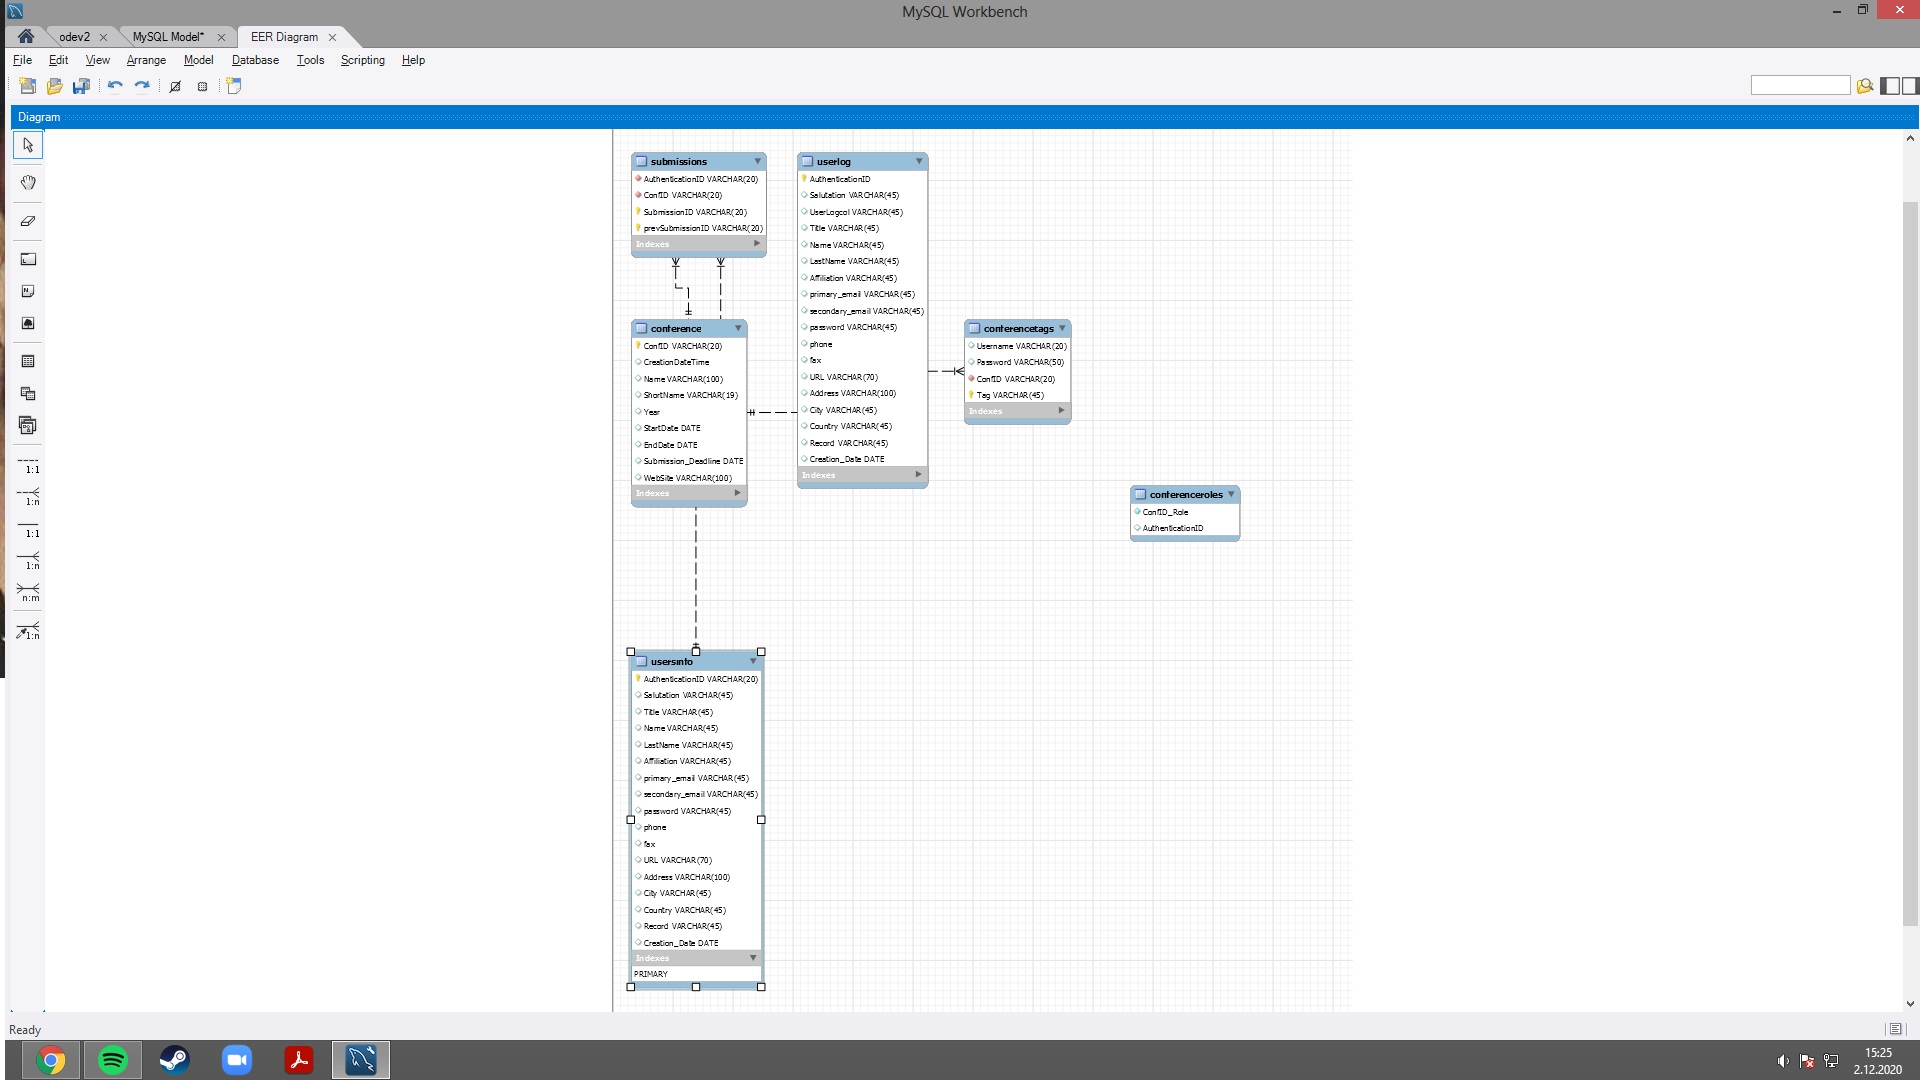 MySQL Workbench
odev2
MySQL Model*
EER Diagram
File Edit View Arrange Model Database Tools Scripting Help
Diagram
submissions
AuthenticationID VARCHAR(20)
ConfID VARCHAR(20)
SubmissionID VARCHAR(20)
prevSubmissionID VARCHAR(20)
Indexes
userlog
AuthenticationID
Salutation VARCHAR(45)
UserLogcol VARCHAR(45)
Title VARCHAR(45)
Name VARCHAR(45)
LastName VARCHAR(45)
Affiliation VARCHAR(45)
primary_email VARCHAR(45)
secondary_email VARCHAR(45)
password VARCHAR(45)
phone
fax
URL VARCHAR(70)
Address VARCHAR(100)
City VARCHAR(45)
Country VARCHAR(45)
Record VARCHAR(45)
Creation_Date DATE
Indexes
conference
ConfID VARCHAR(20)
CreationDateTime
Name VARCHAR(100)
ShortName VARCHAR(19)
Year
StartDate DATE
EndDate DATE
Submission_Deadline DATE
WebSite VARCHAR(100)
Indexes
conferencetags
Username VARCHAR(20)
Password VARCHAR(50)
ConfID VARCHAR(20)
Tag VARCHAR(45)
Indexes
conferenceroles
ConfID_Role
AuthenticationID
usersinfo
AuthenticationID VARCHAR(20)
Salutation VARCHAR(45)
Title VARCHAR(45)
Name VARCHAR(45)
LastName VARCHAR(45)
Affiliation VARCHAR(45)
primary_email VARCHAR(45)
secondary_email VARCHAR(45)
password VARCHAR(45)
phone
fax
URL VARCHAR(70)
Address VARCHAR(100)
City VARCHAR(45)
Country VARCHAR(45)
Record VARCHAR(45)
Creation_Date DATE
Indexes
PRIMARY
1:1
1:n
1:1
1:n
n:m
1:n
Ready
15:25
2.12.2020